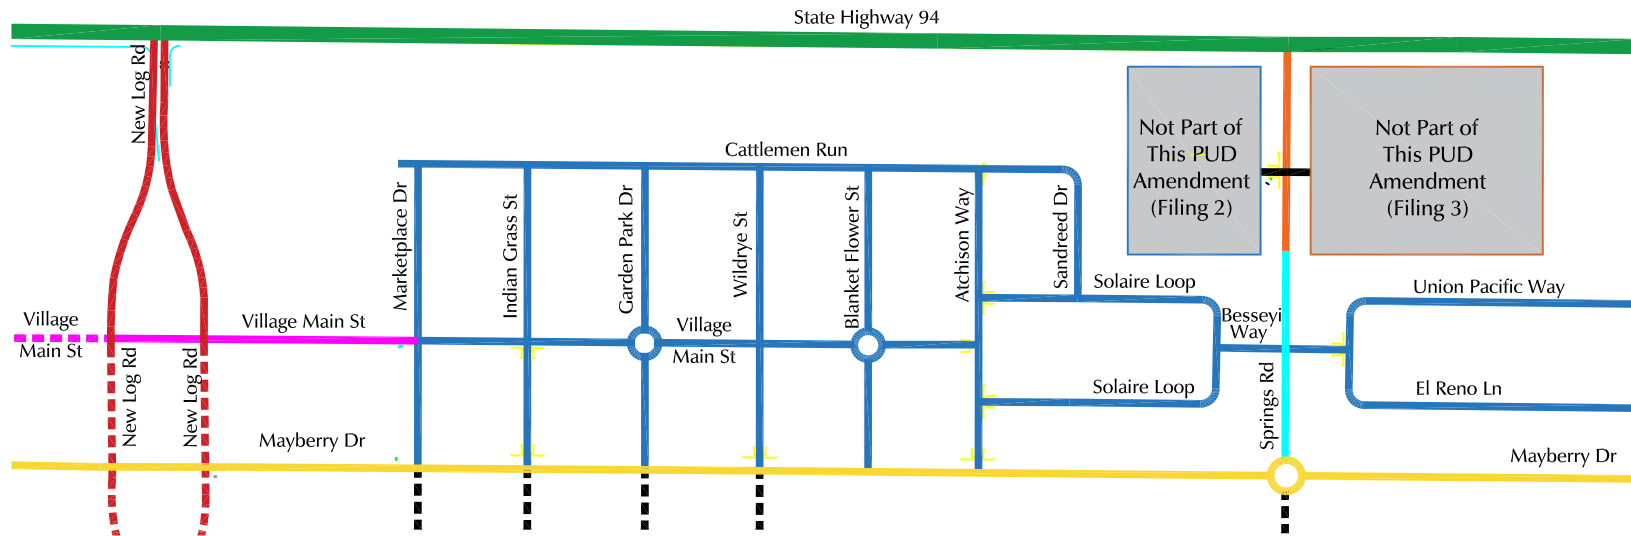 State Highway 94
New Log Rd
Not Part of
This PUD
Amendment
(Filing 2)
Not Part of
This PUD
Amendment
(Filing 3)
Cattlemen Run
Marketplace Dr
Indian Grass St
Garden Park Dr
Wildrye St
Blanket Flower St
Atchison Way
Sandreed Dr
Solaire Loop
Union Pacific Way
Village
Main St
Village Main St
Village
Main St
Besseyi
Way
New Log Rd
New Log Rd
Solaire Loop
Springs Rd
El Reno Ln
Mayberry Dr
Mayberry Dr